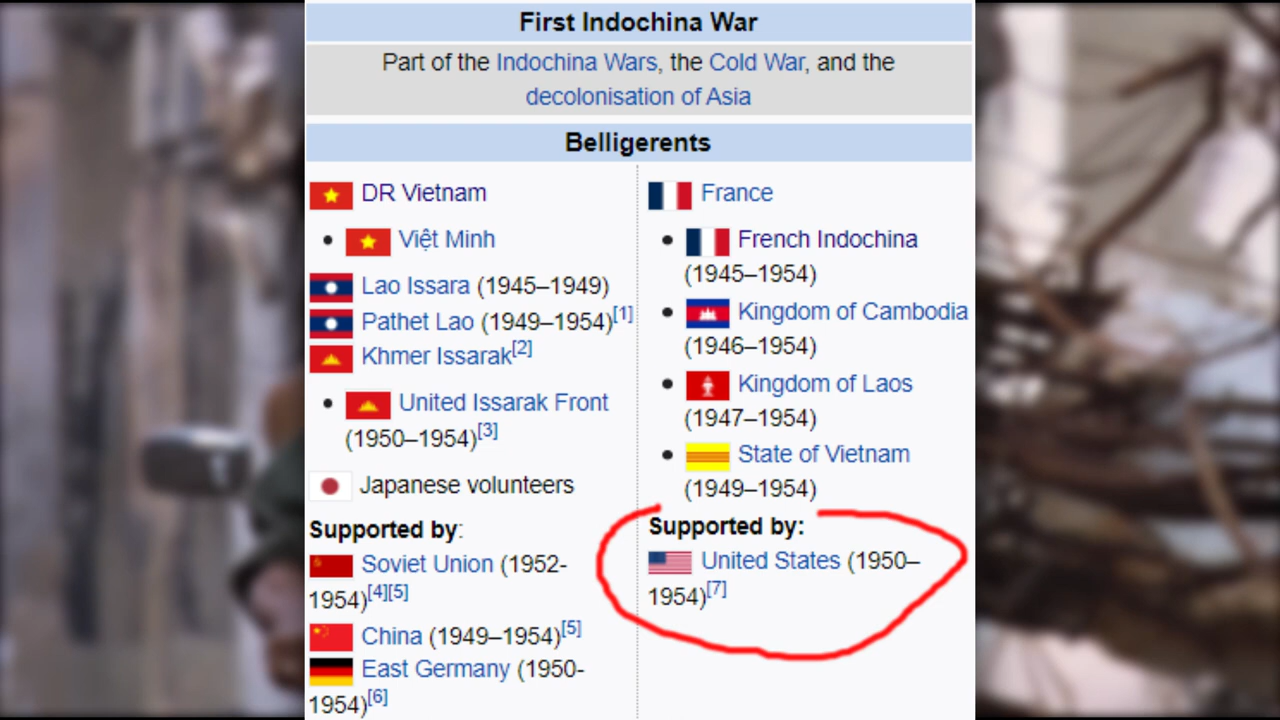 First Indochina War
Part of the Indochina Wars, the Cold War, and the
decolonisation of Asia
Belligerents
DR Vietnam
• Việt Minh
Lao Issara (1945–1949)
Pathet Lao (1949–1954)[1]
Khmer Issarak[2]
• United Issarak Front
(1950–1954)[3]
Japanese volunteers
Supported by:
Soviet Union (1952-
1954)[4][5]
China (1949–1954)[5]
East Germany (1950-
1954)[6]
France
• French Indochina
(1945–1954)
• Kingdom of Cambodia
(1946–1954)
• Kingdom of Laos
(1947–1954)
• State of Vietnam
(1949–1954)
Supported by:
United States (1950–
1954)[7]